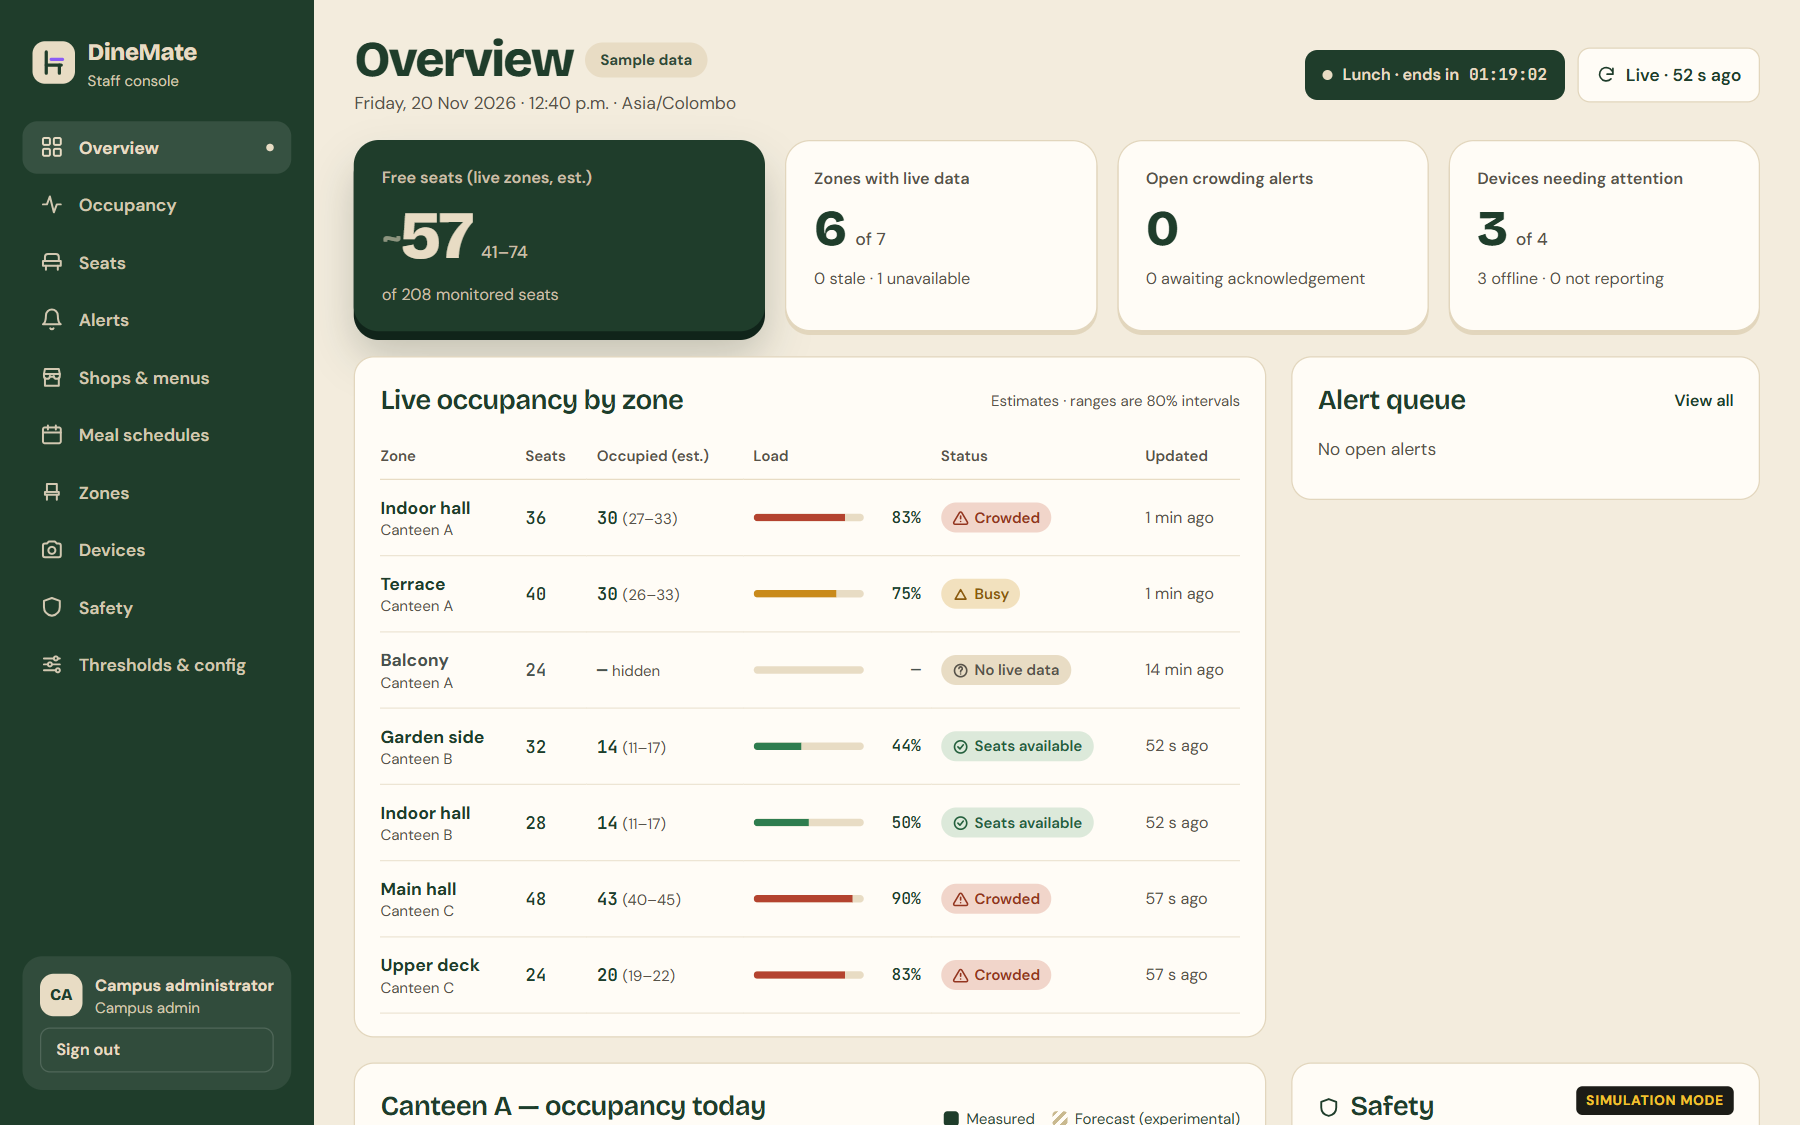 DineMate
Staff console
Overview
Occupancy
Seats
Alerts
Shops & menus
Meal schedules
Zones
Devices
Safety
Thresholds & config
CA
Campus administrator
Campus admin
Sign out
Overview Sample data
Friday, 20 Nov 2026 · 12:40 p.m. · Asia/Colombo
Lunch · ends in 01:19:02
Live · 52 s ago
Free seats (live zones, est.)
~57 41–74
of 208 monitored seats
Zones with live data
6 of 7
0 stale · 1 unavailable
Open crowding alerts
0
0 awaiting acknowledgement
Devices needing attention
3 of 4
3 offline · 0 not reporting
Live occupancy by zone Estimates · ranges are 80% intervals
Zone Seats Occupied (est.) Load Status Updated
Indoor hall 36 30 (27–33) 83% Crowded 1 min ago
Canteen A
Terrace 40 30 (26–33) 75% Busy 1 min ago
Canteen A
Balcony 24 – hidden – No live data 14 min ago
Canteen A
Garden side 32 14 (11–17) 44% Seats available 52 s ago
Canteen B
Indoor hall 28 14 (11–17) 50% Seats available 52 s ago
Canteen B
Main hall 48 43 (40–45) 90% Crowded 57 s ago
Canteen C
Upper deck 24 20 (19–22) 83% Crowded 57 s ago
Canteen C
Alert queue View all
No open alerts
Canteen A — occupancy today Measured Forecast (experimental)
Safety SIMULATION MODE